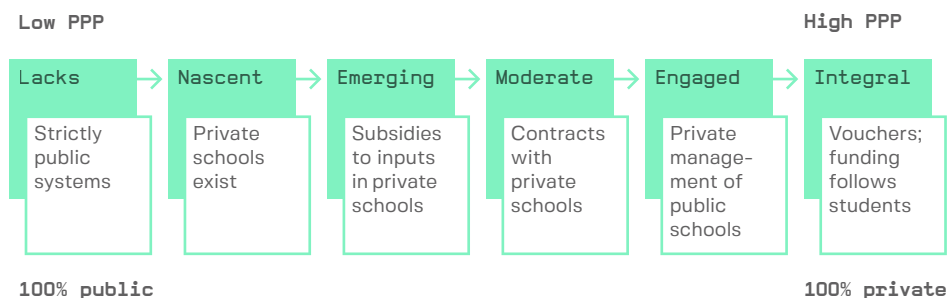 Low PPP
High PPP
Lacks
Nascent
Emerging
Moderate
Engaged
Integral
Strictly
public
systems
Private
schools
exist
Subsidies
to inputs
in private
schools
Contracts
with
private
schools
Private
manage-
ment of
public
schools
Vouchers;
funding
follows
students
100% public
100% private